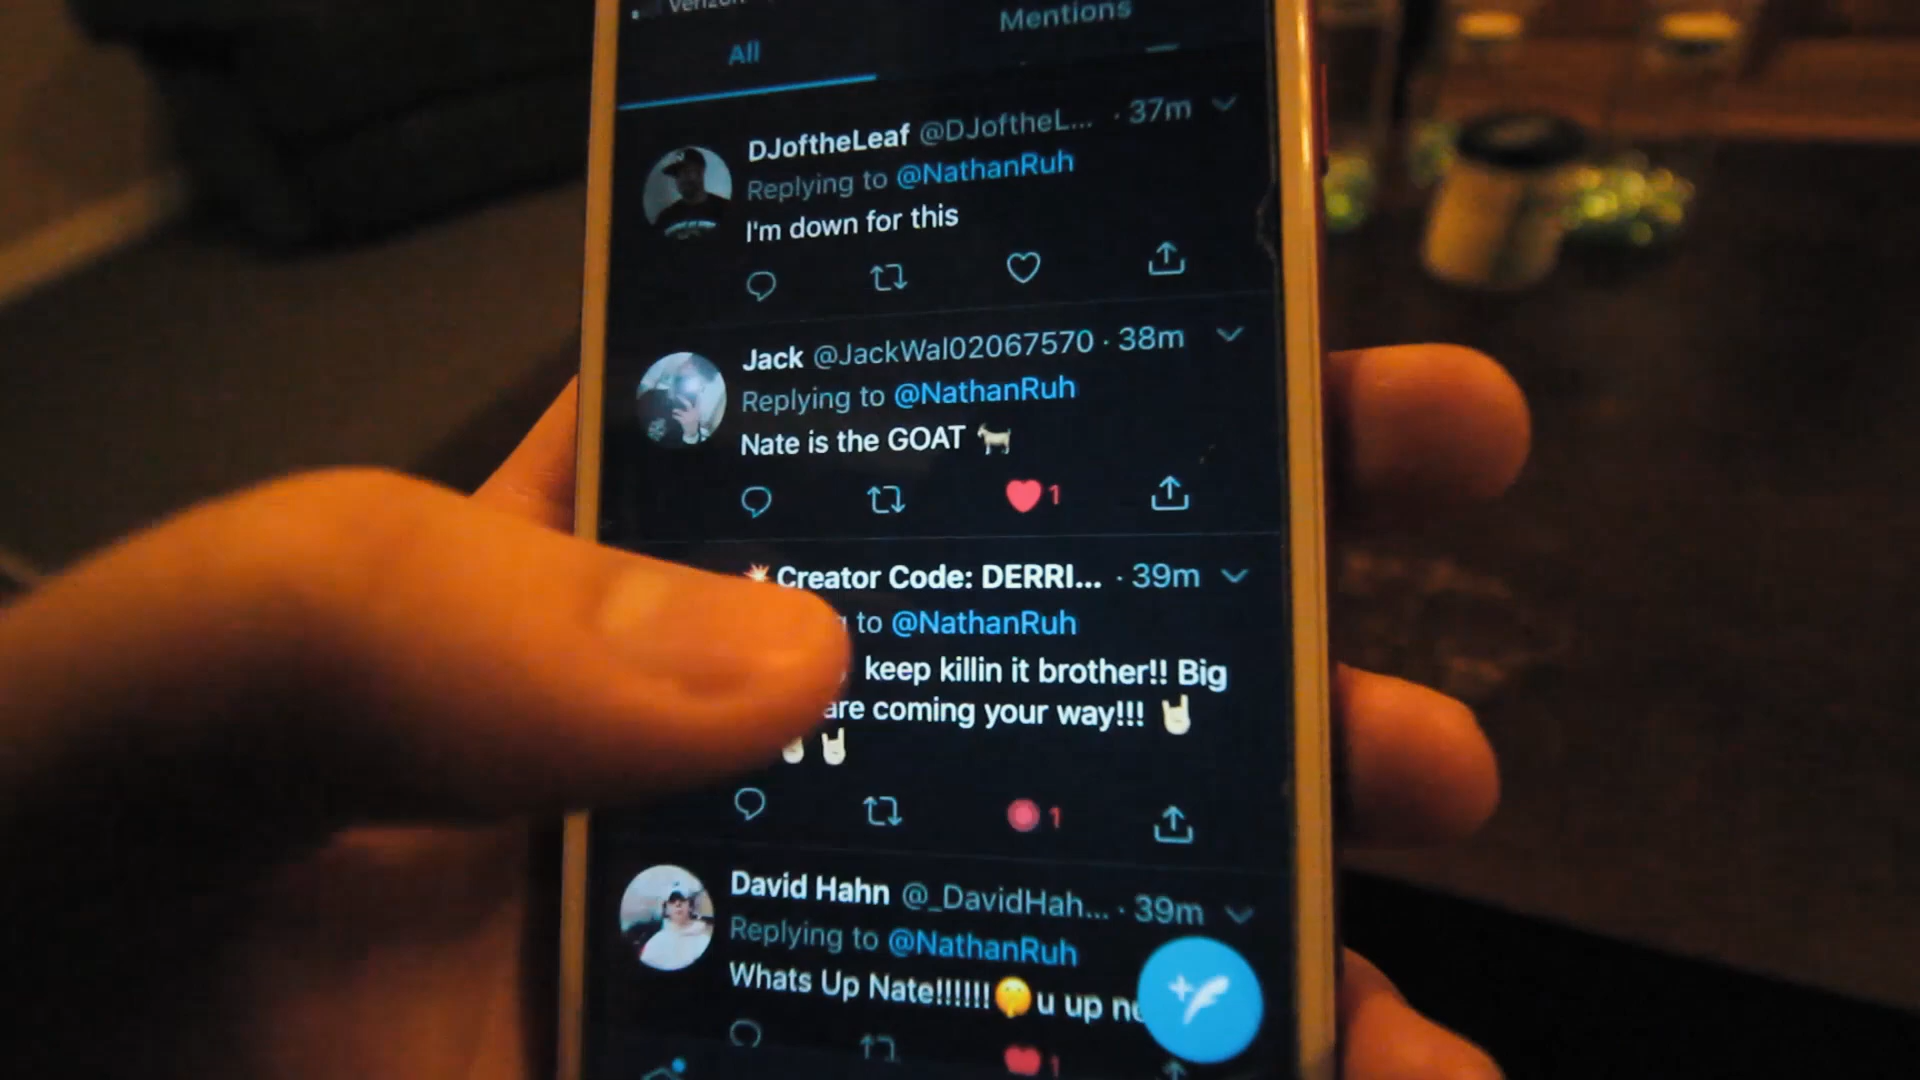 Verizon
All
Mentions
DJoftheLeaf @DJoftheL... · 37m
Replying to @NathanRuh
I'm down for this
Jack @JackWal02067570 · 38m
Replying to @NathanRuh
Nate is the GOAT 🐐
1
💥 Creator Code: DERRI... · 39m
to @NathanRuh
keep killin it brother!! Big
are coming your way!!! 🤘🏻
🤘🏻 🤘🏻
1
David Hahn @_DavidHah... · 39m
Replying to @NathanRuh
Whats Up Nate!!!!!! 🤫 u up
1